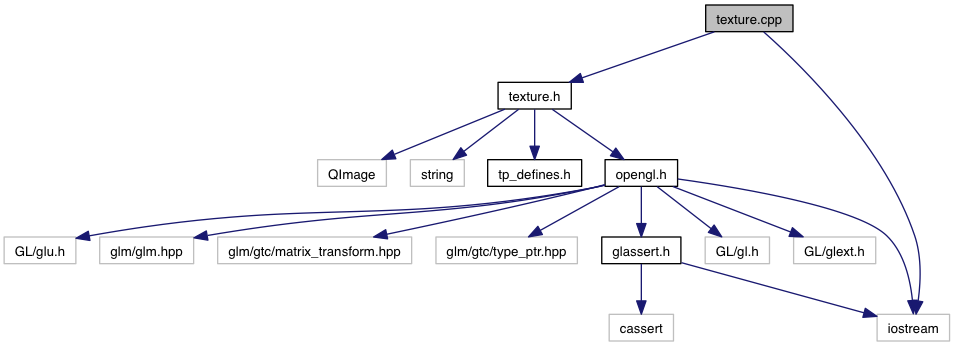 texture.cpp
texture.h
QImage
string
tp_defines.h
opengl.h
GL/glu.h
glm/glm.hpp
glm/gtc/matrix_transform.hpp
glm/gtc/type_ptr.hpp
glassert.h
GL/gl.h
GL/glext.h
cassert
iostream